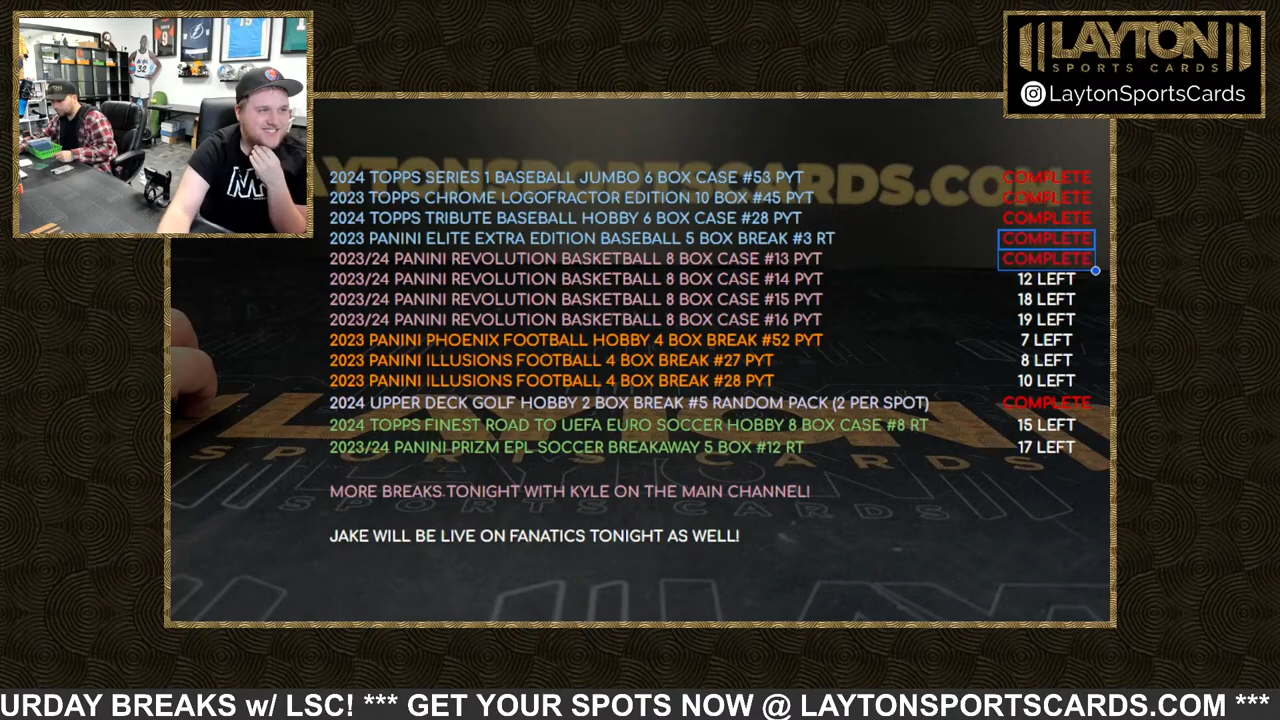 LAYTON
SPORTS CARDS
LaytonSportsCards
LAYTONSPORTSCARDS.CO
2024 TOPPS SERIES 1 BASEBALL JUMBO 6 BOX CASE #53 PYT COMPLETE
2023 TOPPS CHROME LOGOFRACTOR EDITION 10 BOX #45 PYT COMPLETE
2024 TOPPS TRIBUTE BASEBALL HOBBY 6 BOX CASE #28 PYT COMPLETE
2023 PANINI ELITE EXTRA EDITION BASEBALL 5 BOX BREAK #3 RT COMPLETE
2023/24 PANINI REVOLUTION BASKETBALL 8 BOX CASE #13 PYT COMPLETE
2023/24 PANINI REVOLUTION BASKETBALL 8 BOX CASE #14 PYT 12 LEFT
2023/24 PANINI REVOLUTION BASKETBALL 8 BOX CASE #15 PYT 18 LEFT
2023/24 PANINI REVOLUTION BASKETBALL 8 BOX CASE #16 PYT 19 LEFT
2023 PANINI PHOENIX FOOTBALL HOBBY 4 BOX BREAK #52 PYT 7 LEFT
2023 PANINI ILLUSIONS FOOTBALL 4 BOX BREAK #27 PYT 8 LEFT
2023 PANINI ILLUSIONS FOOTBALL 4 BOX BREAK #28 PYT 10 LEFT
2024 UPPER DECK GOLF HOBBY 2 BOX BREAK #5 RANDOM PACK (2 PER SPOT) COMPLETE
2024 TOPPS FINEST ROAD TO UEFA EURO SOCCER HOBBY 8 BOX CASE #8 RT 15 LEFT
2023/24 PANINI PRIZM EPL SOCCER BREAKAWAY 5 BOX #12 RT 17 LEFT
LAYTON
SPORTS CARDS
MORE BREAKS TONIGHT WITH KYLE ON THE MAIN CHANNEL!
JAKE WILL BE LIVE ON FANATICS TONIGHT AS WELL!
URDAY BREAKS w/ LSC! *** GET YOUR SPOTS NOW @ LAYTONSPORTSCARDS.COM ***